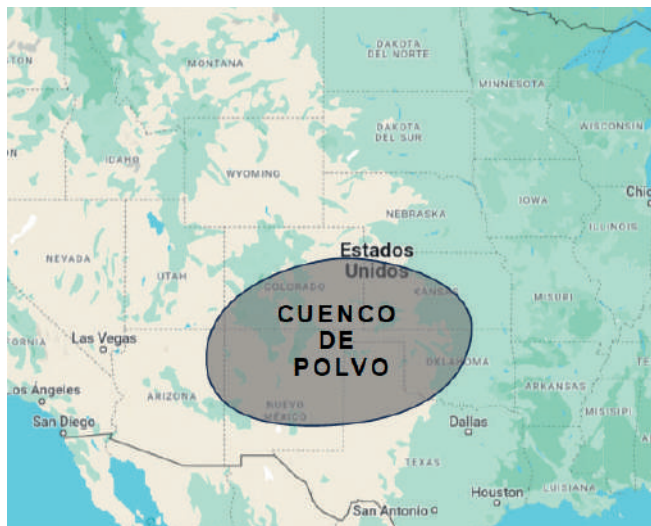 DAKOTA
DEL NORTE
MONTANA
MINNESOTA
DAKOTA
DEL SUR
WISCONSIN
IDAHO
WYOMING
IOWA
NEBRASKA
Chic
ILLINOIS
Estados
Unidos
NEVADA
UTAH
COLORADO
KANSAS
MISURI
CUENCO
DE
POLVO
Las Vegas
FORNIA
OKLAHOMA
Los Ángeles
ARIZONA
NUEVO
MÉXICO
ARKANSAS
MISISIPI
San Diego
Dallas
TEXAS
LUISIANA
Houston
San Antonio